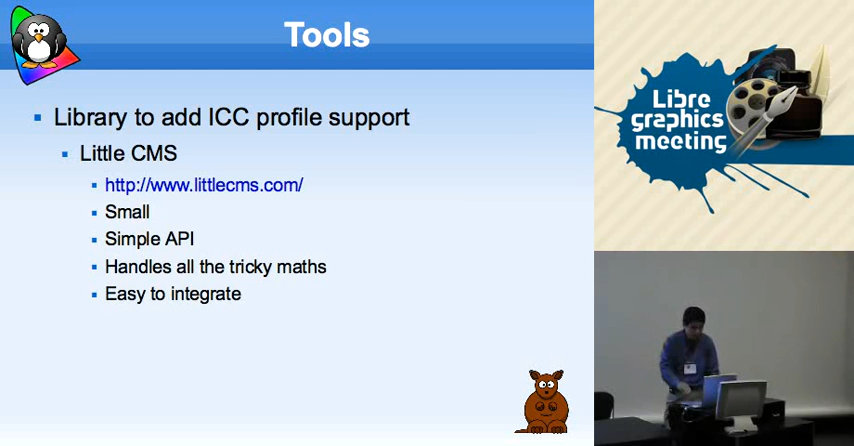 Tools
Library to add ICC profile support
Little CMS
http://www.littlecms.com/
Small
Simple API
Handles all the tricky maths
Easy to integrate
Libre
graphics
meeting